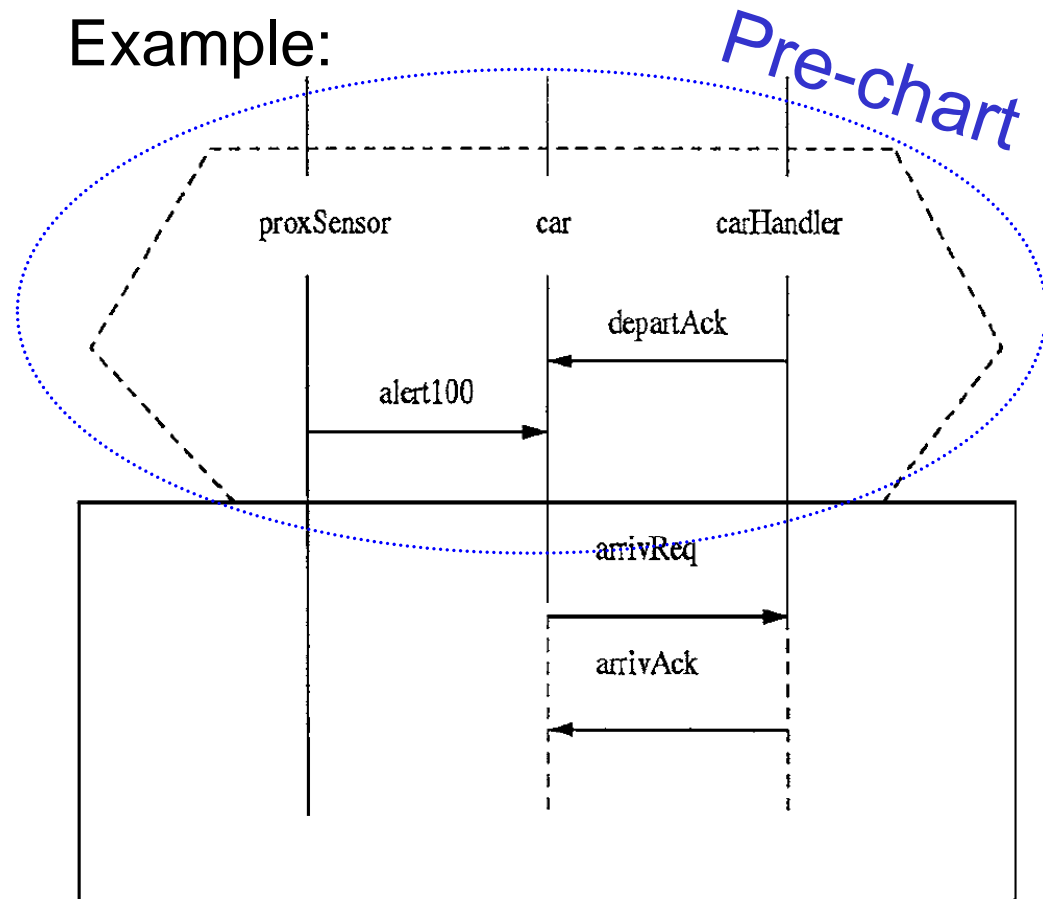 Example:
Pre-chart
proxSensor car carHandler
departAck
alert100
arrivReq
arrivAck